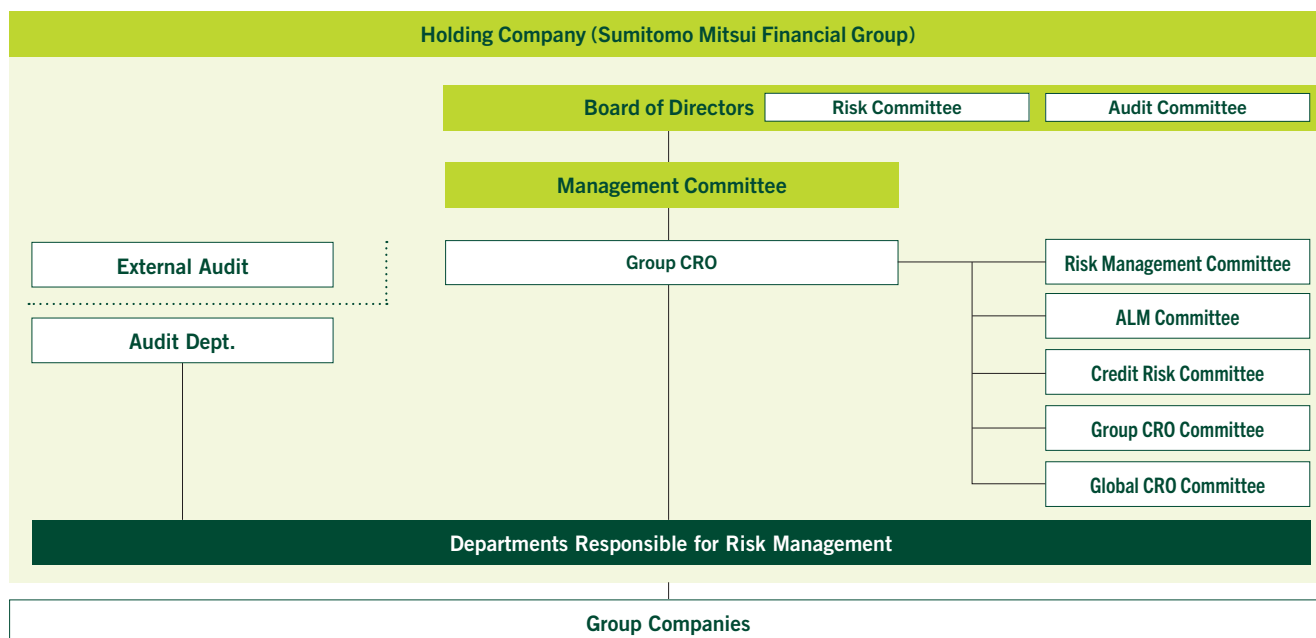 Holding Company (Sumitomo Mitsui Financial Group)
Board of Directors
Risk Committee
Audit Committee
Management Committee
External Audit
Group CRO
Risk Management Committee
ALM Committee
Audit Dept.
Credit Risk Committee
Group CRO Committee
Global CRO Committee
Departments Responsible for Risk Management
Group Companies